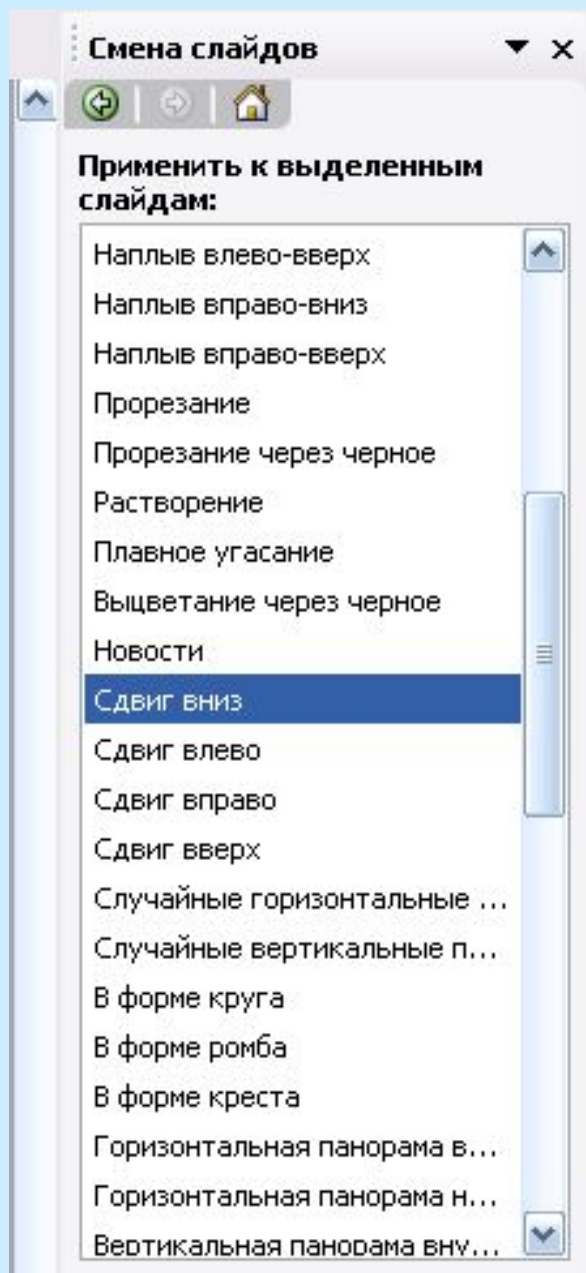 Смена слайдов
Применить к выделенным
слайдам:
Наплыв влево-вверх
Наплыв вправо-вниз
Наплыв вправо-вверх
Прорезание
Прорезание через черное
Растворение
Плавное угасание
Выцветание через черное
Новости
Сдвиг вниз
Сдвиг влево
Сдвиг вправо
Сдвиг вверх
Случайные горизонтальные ...
Случайные вертикальные п...
В форме круга
В форме ромба
В форме креста
Горизонтальная панорама в...
Горизонтальная панорама н...
Вертикальная панорама вну...